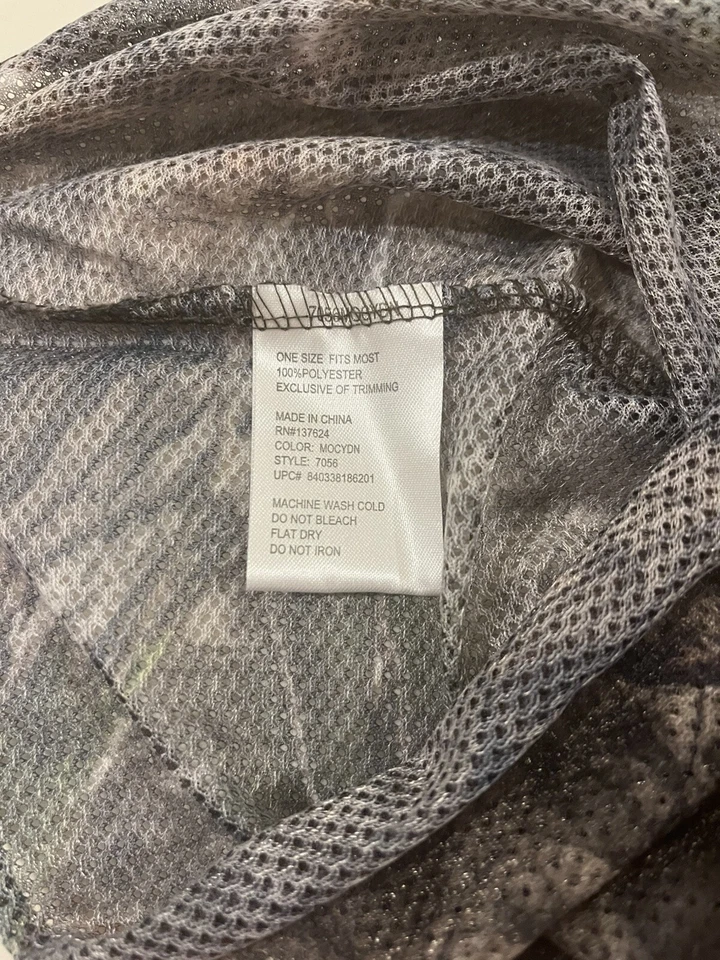 ONE SIZE FITS MOST
100%POLYESTER
EXCLUSIVE OF TRIMMING
MADE IN CHINA
RN#137624
COLOR: MOCYDN
STYLE: 7056
UPC# 840338186201
MACHINE WASH COLD
DO NOT BLEACH
FLAT DRY
DO NOT IRON